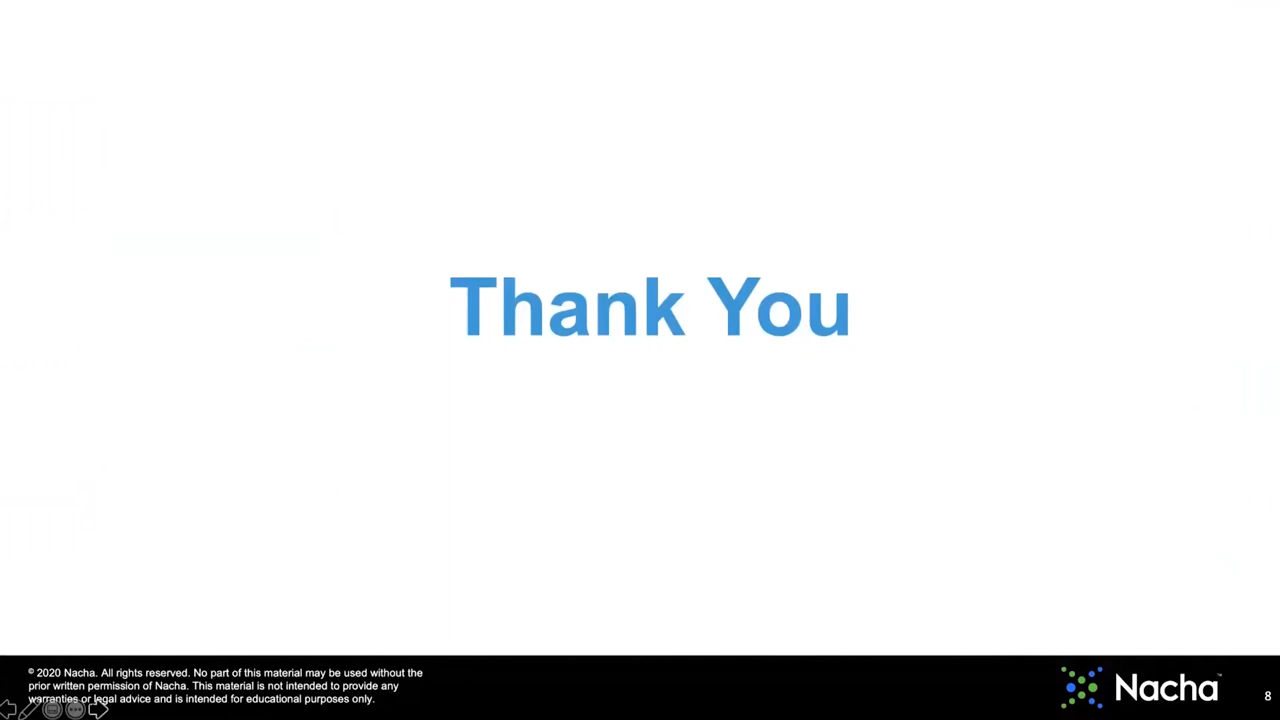 Thank You
© 2020 Nacha. All rights reserved. No part of this material may be used without the
prior written permission of Nacha. This material is not intended to provide any
warranties or legal advice and is intended for educational purposes only.
Nacha™
8